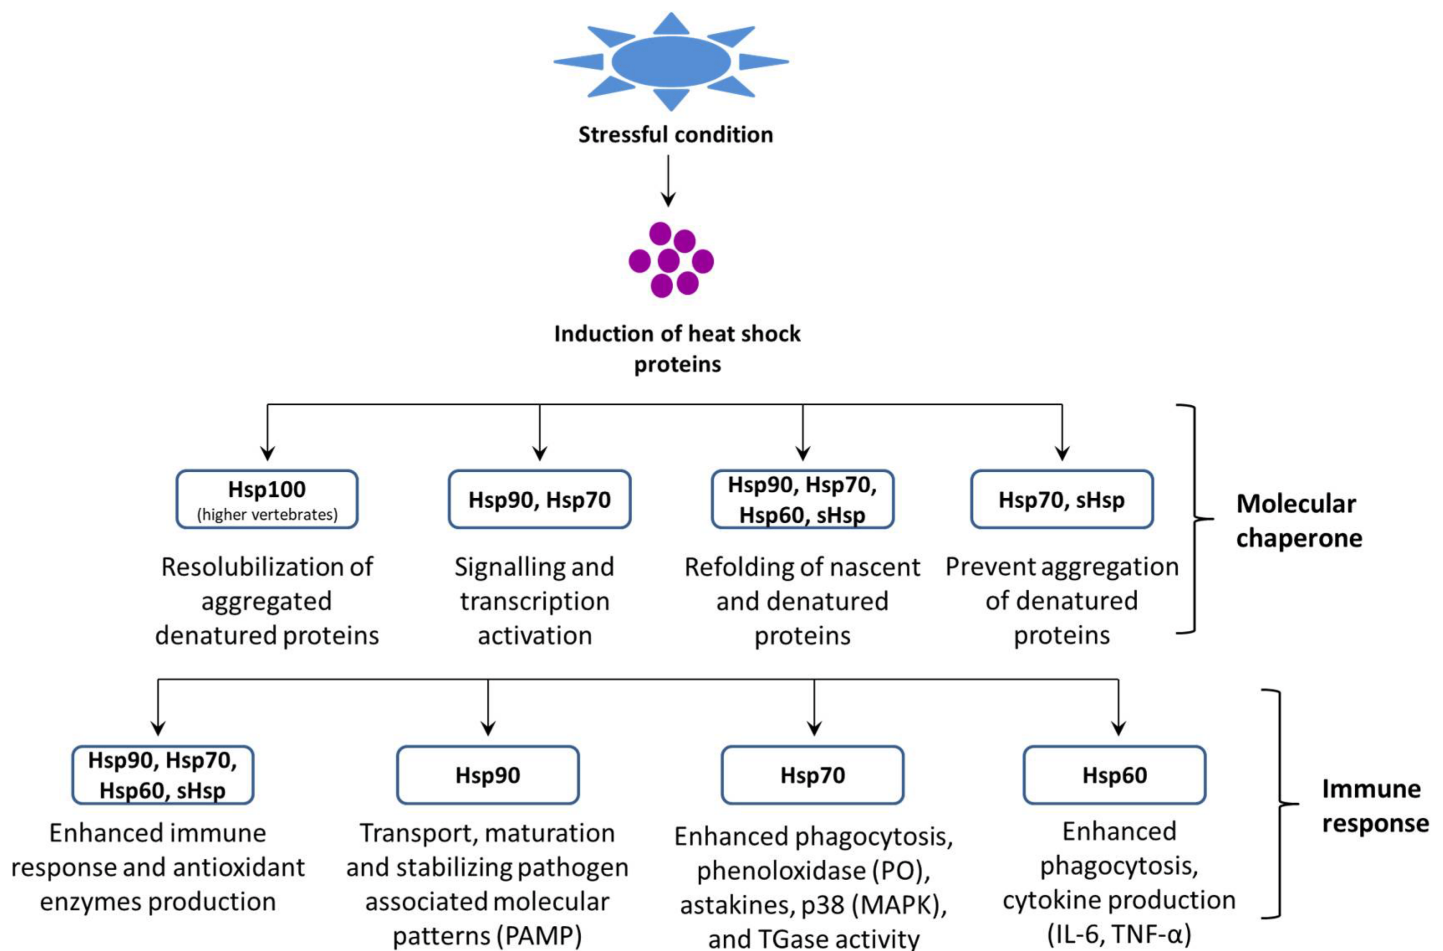 Stressful condition
Induction of heat shock
proteins
Hsp100
(higher vertebrates)
Resolubilization of
aggregated
denatured proteins
Hsp90, Hsp70
Signalling and
transcription
activation
Hsp90, Hsp70,
Hsp60, sHsp
Refolding of nascent
and denatured
proteins
Hsp70, sHsp
Prevent aggregation
of denatured
proteins
Molecular
chaperone
Hsp90, Hsp70,
Hsp60, sHsp
Enhanced immune
response and antioxidant
enzymes production
Hsp90
Transport, maturation
and stabilizing pathogen
associated molecular
patterns (PAMP)
Hsp70
Enhanced phagocytosis,
phenoloxidase (PO),
astakines, p38 (MAPK),
and TGase activity
Hsp60
Enhanced
phagocytosis,
cytokine production
(IL-6, TNF-α)
Immune
response